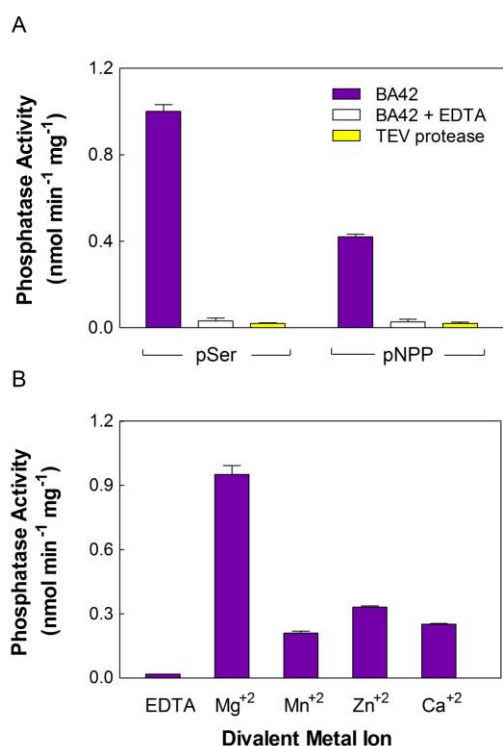 A
Phosphatase Activity
(nmol min⁻¹ mg⁻¹)
1.2
0.8
0.4
0.0
BA42
BA42 + EDTA
TEV protease
pSer
pNPP
B
Phosphatase Activity
(nmol min⁻¹ mg⁻¹)
1.2
0.9
0.6
0.3
0.0
EDTA
Mg⁺²
Mn⁺²
Zn⁺²
Ca⁺²
Divalent Metal Ion